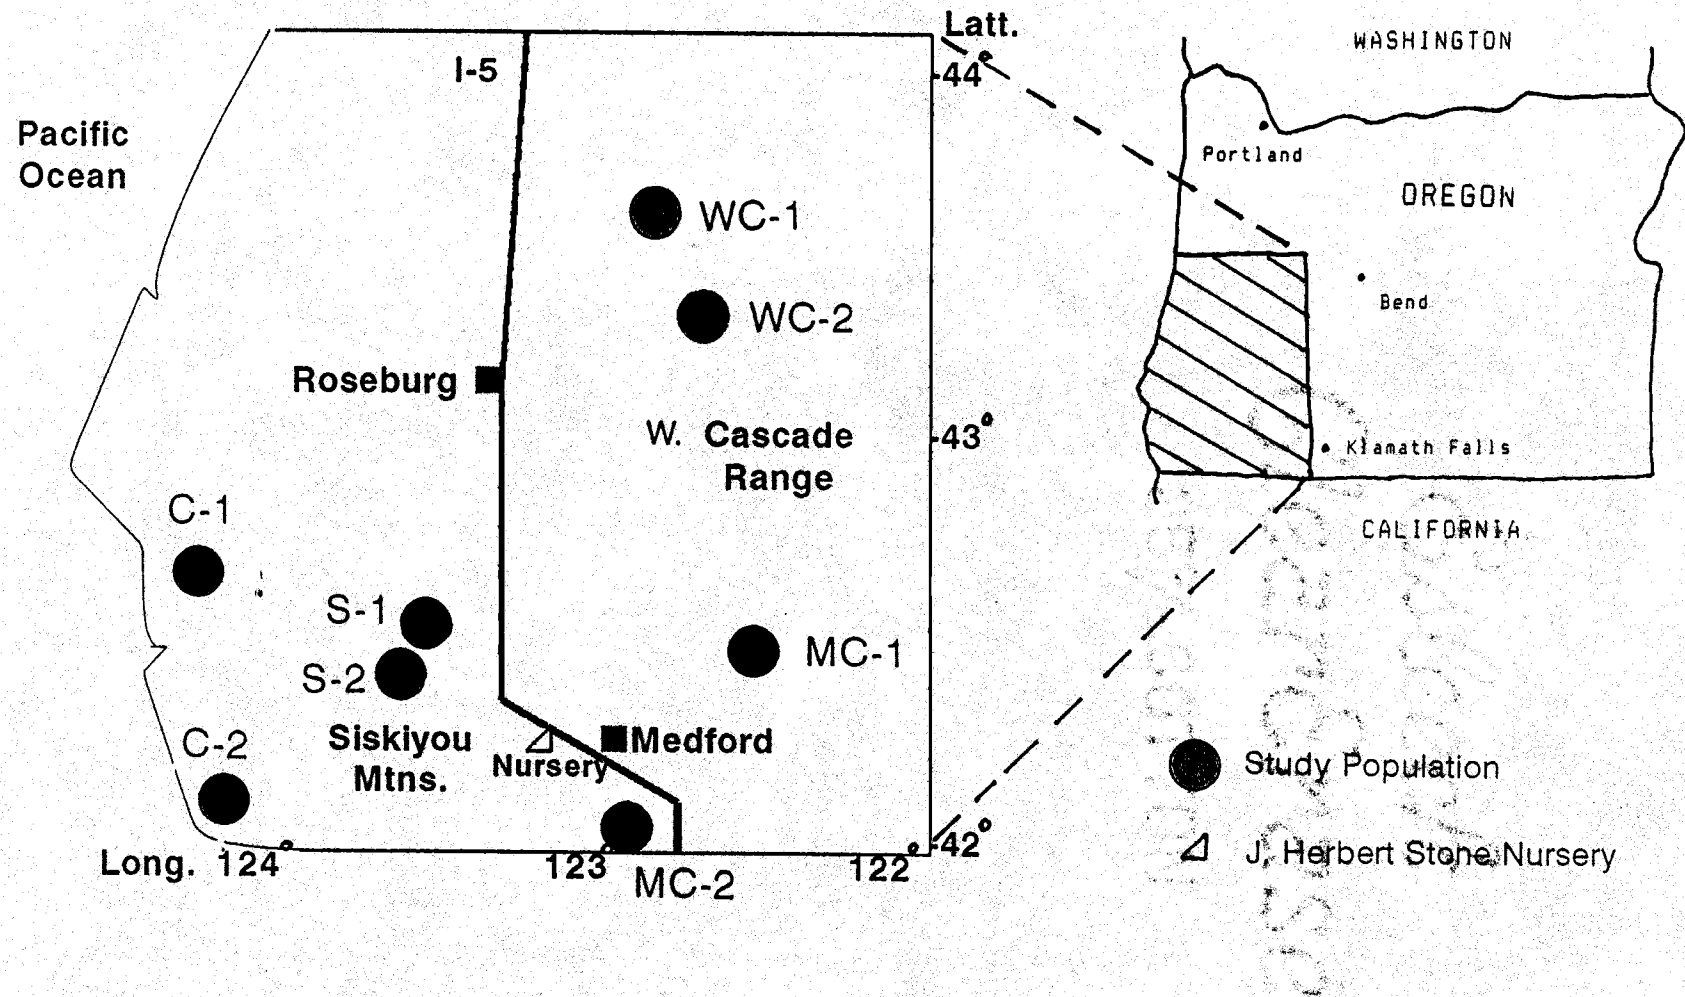 Latt.
I-5
44°
Pacific
Ocean
WC-1
WC-2
Roseburg
W. Cascade
Range
43°
C-1
S-1
S-2
MC-1
C-2
Siskiyou
Mtns.
Nursery
Medford
42°
Long. 124°
123°
122°
MC-2
WASHINGTON
Portland
OREGON
Bend
Klamath Falls
CALIFORNIA
Study Population
J. Herbert Stone Nursery